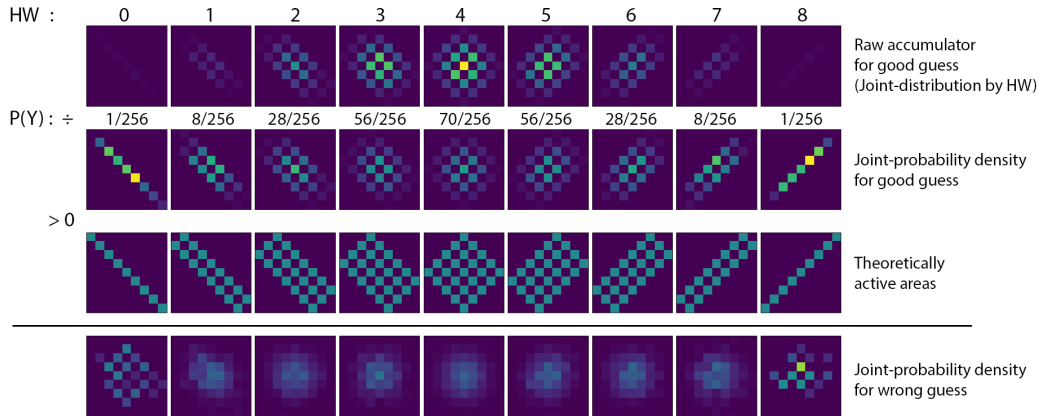 HW : 0 1 2 3 4 5 6 7 8
Raw accumulator
for good guess
(Joint-distribution by HW)
P(Y) : ÷ 1/256 8/256 28/256 56/256 70/256 56/256 28/256 8/256 1/256
Joint-probability density
for good guess
> 0
Theoretically
active areas
Joint-probability density
for wrong guess